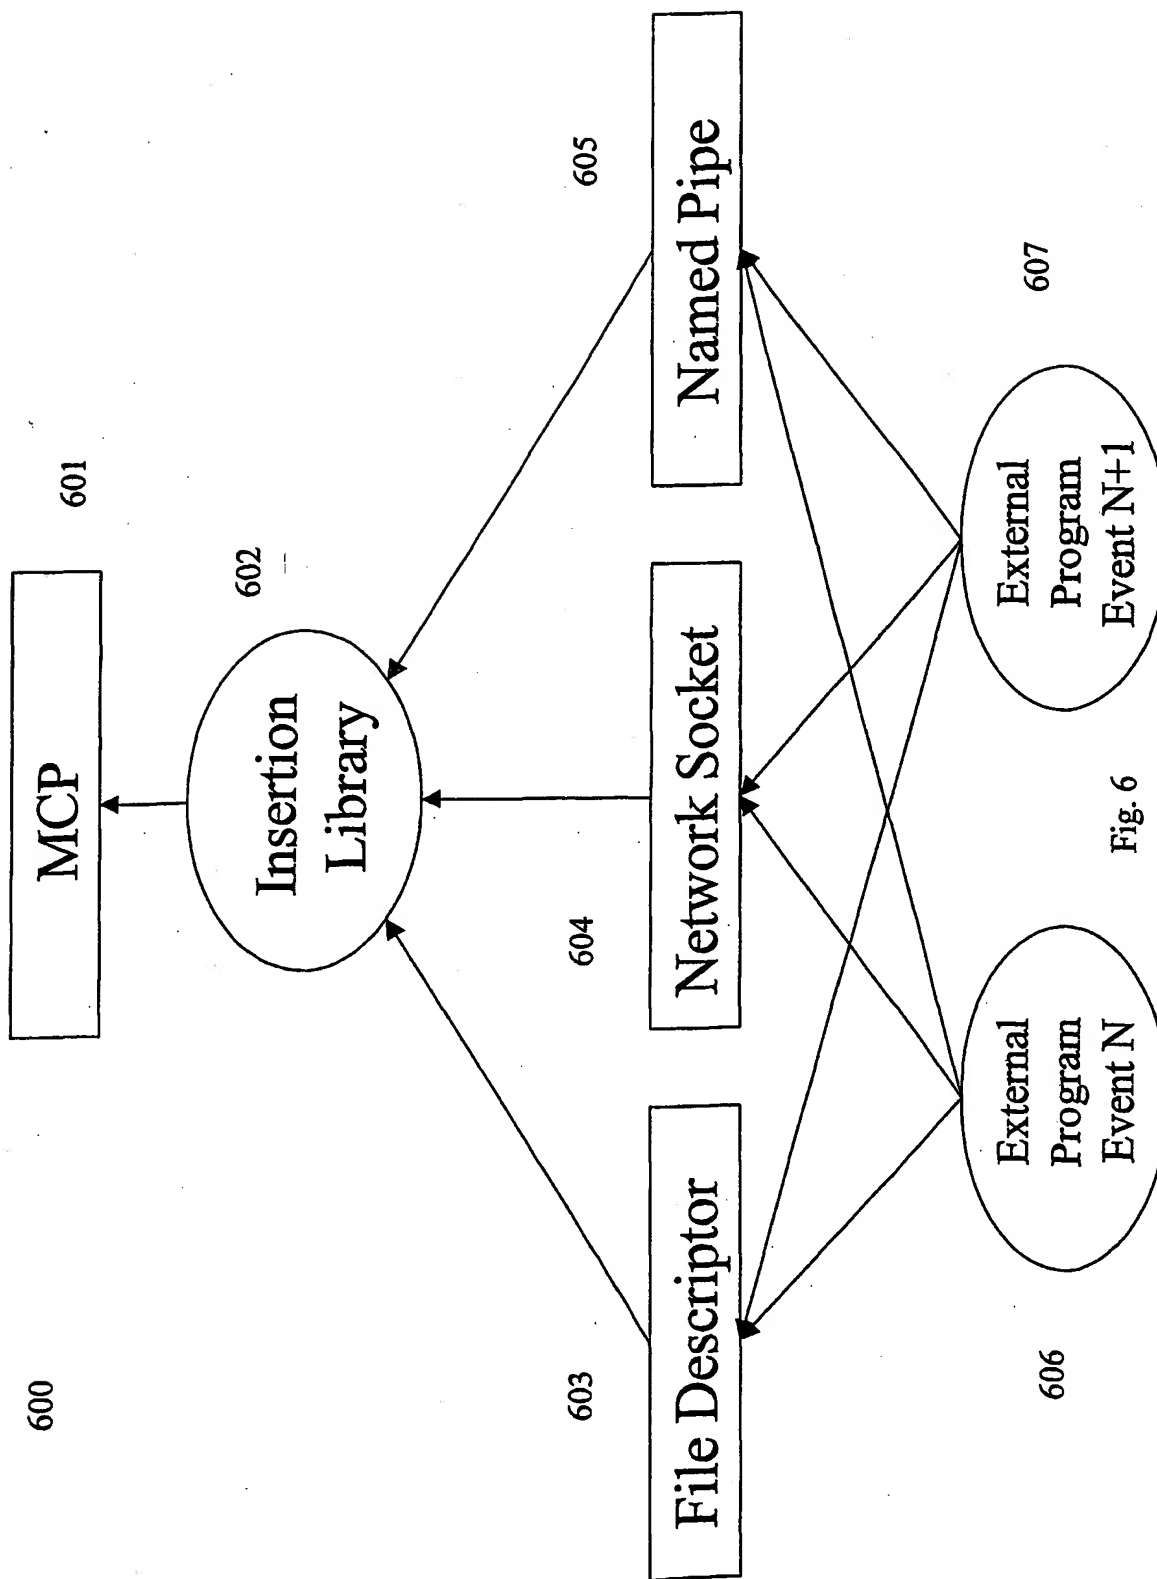 600
MCP
601
Insertion
Library
602
603
604
605
File Descriptor
Network Socket
Named Pipe
606
External
Program
Event N
External
Program
Event N+1
607
Fig. 6